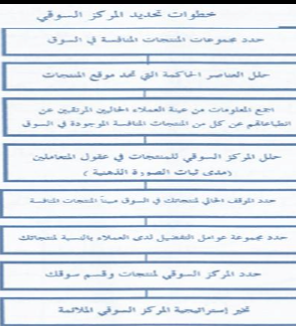 خطوات تحديد المركز السوقي
حدد مجموعات المنتجات المنافسة في السوق
حلل العناصر الحاكمة التي تحدد موقع المنتجات
اجمع المعلومات من عينة العملاء الحاليين المرتقبين عن
انطباعاتهم عن كل من المنتجات المنافسة الموجودة في السوق
حلل المركز السوقي للمنتجات في عقول المتعاملين
(مدى ثبات الصورة الذهنية )
حدد الموقف الحالي لمنتجاتك في السوق مبيناً المنتجات المنافسة
حدد مجموعة عوامل التفضيل لدى العملاء بالنسبة لمنتجاتك
حدد المركز السوقي لمنتجات وقسم سوقك
تخير إستراتيجية المركز السوقي الملائمة